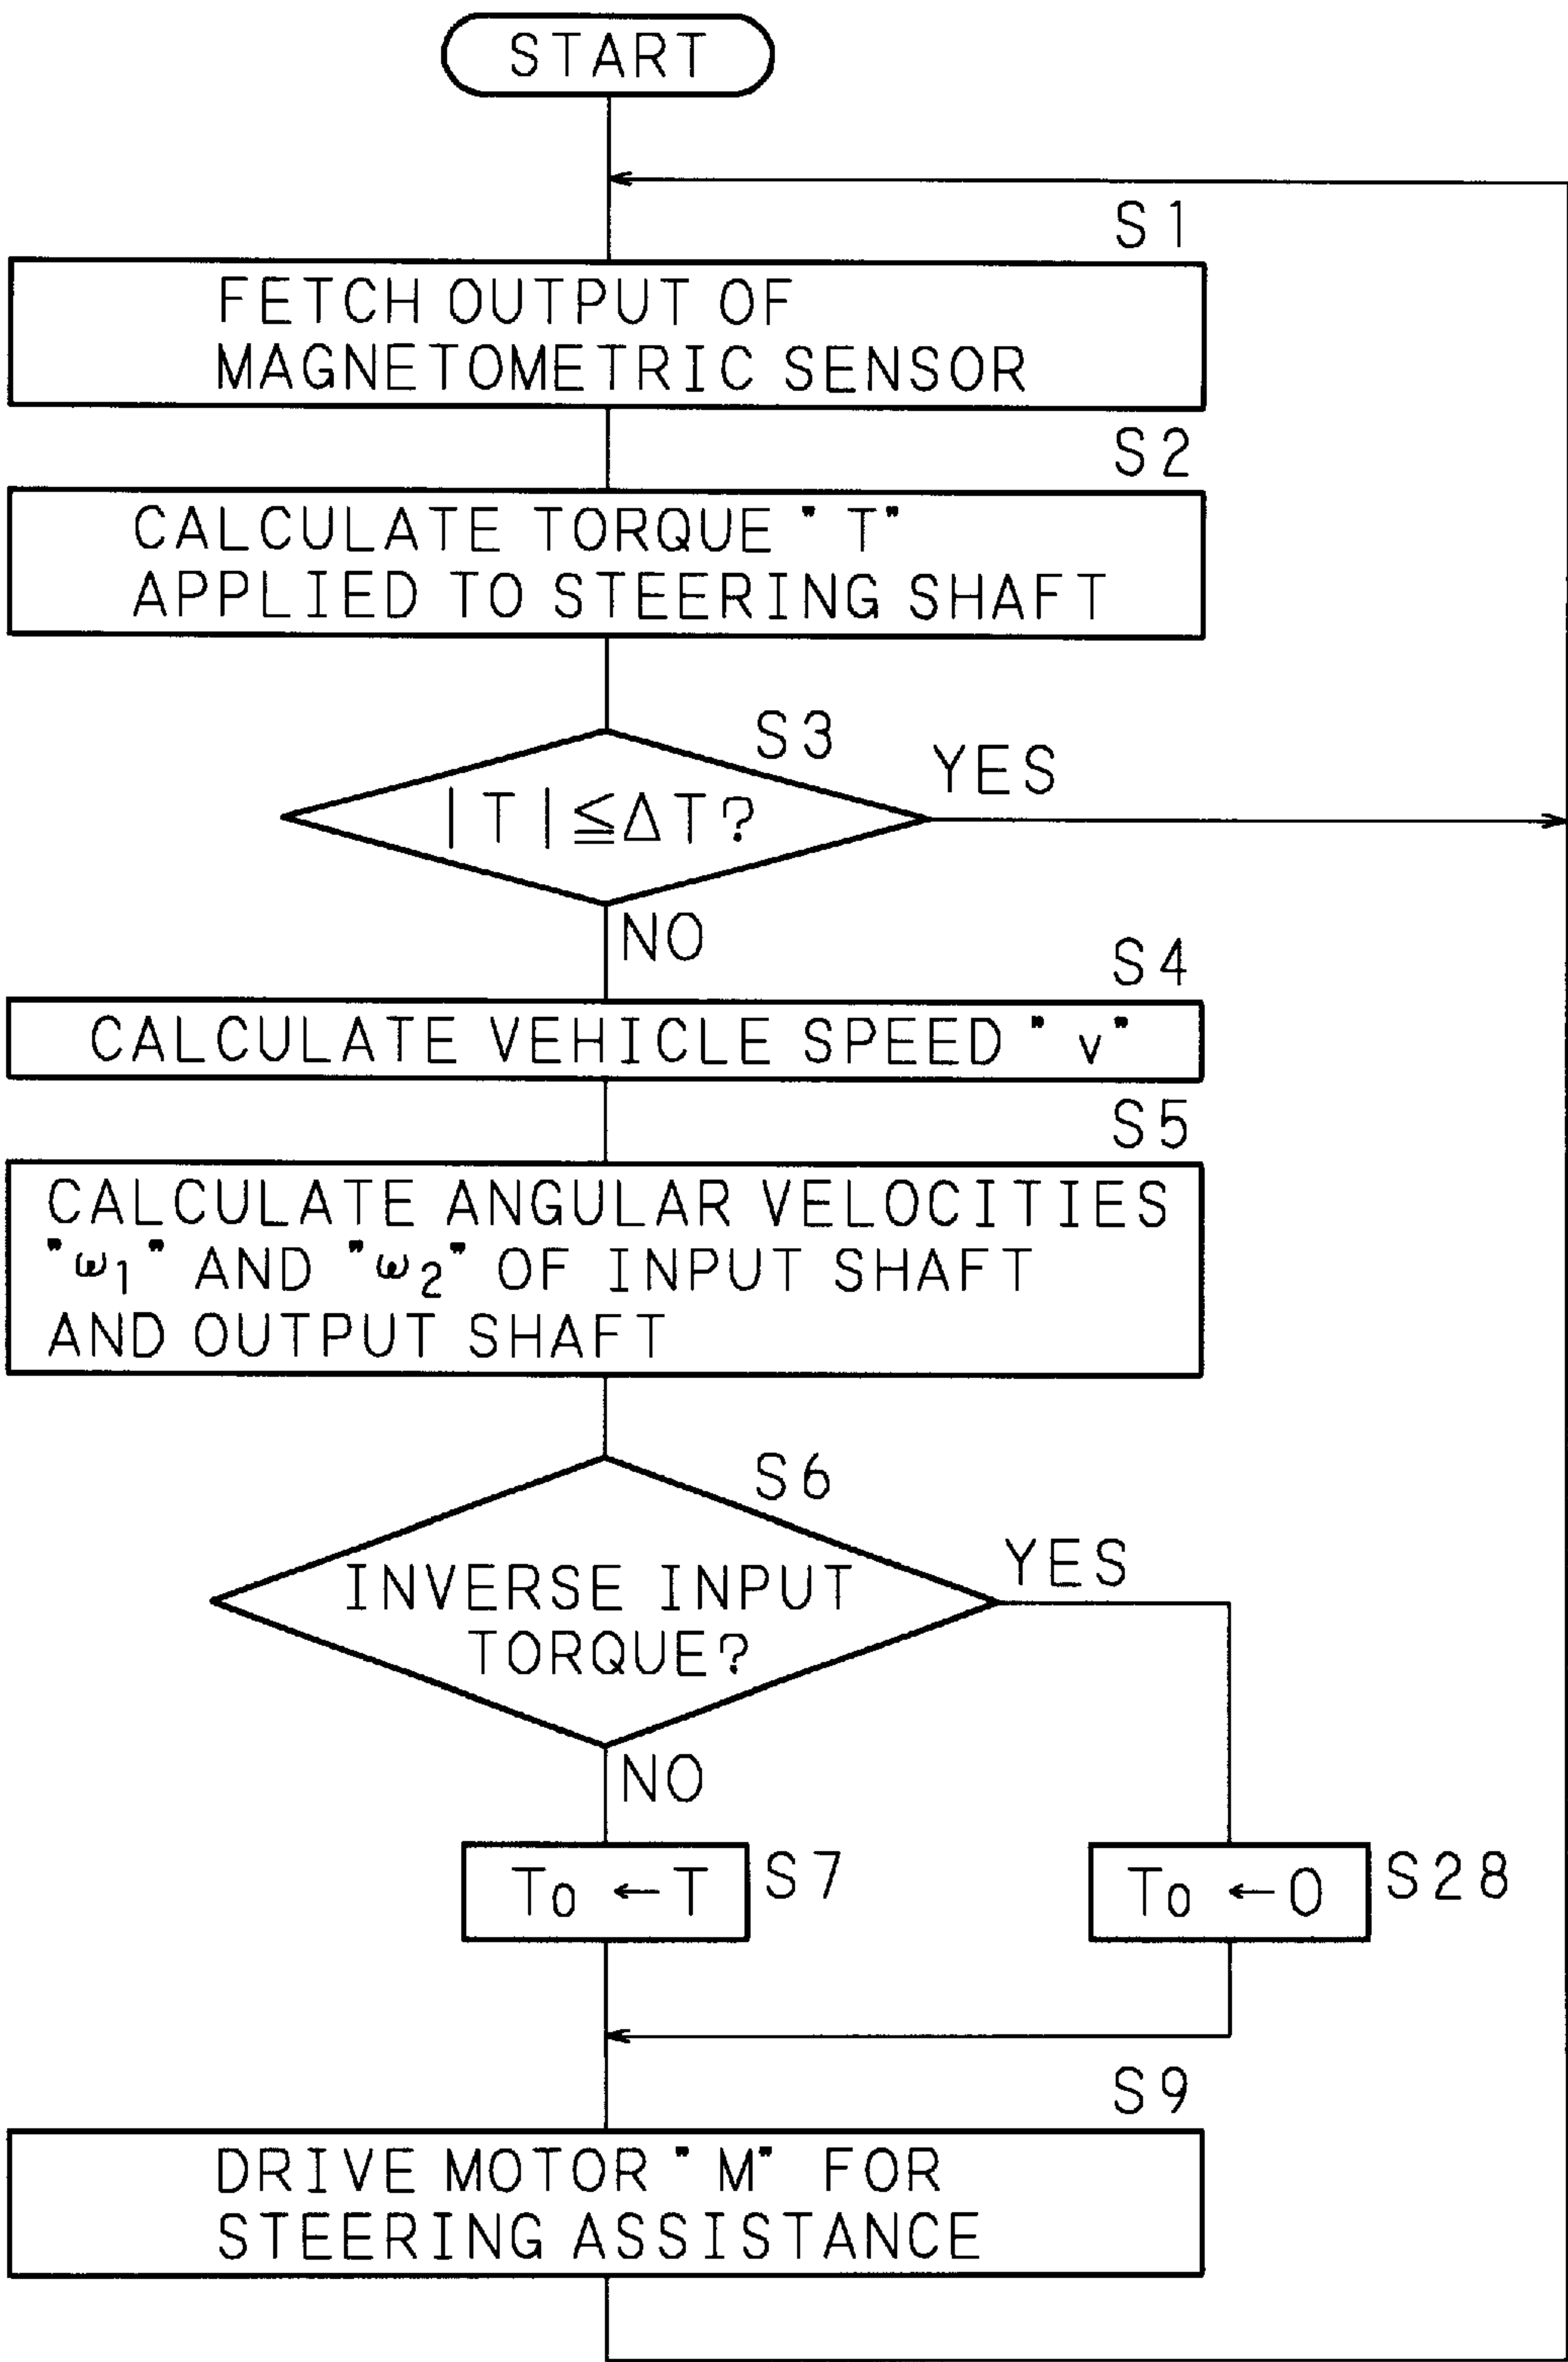 START
S1
FETCH OUTPUT OF
MAGNETOMETRIC SENSOR
S2
CALCULATE TORQUE "T"
APPLIED TO STEERING SHAFT
S3
YES
|T|≦ΔT?
NO
S4
CALCULATE VEHICLE SPEED "v"
S5
CALCULATE ANGULAR VELOCITIES
"ω1" AND "ω2" OF INPUT SHAFT
AND OUTPUT SHAFT
S6
YES
INVERSE INPUT
TORQUE?
NO
To ← T
S7
To ← 0
S28
S9
DRIVE MOTOR "M" FOR
STEERING ASSISTANCE